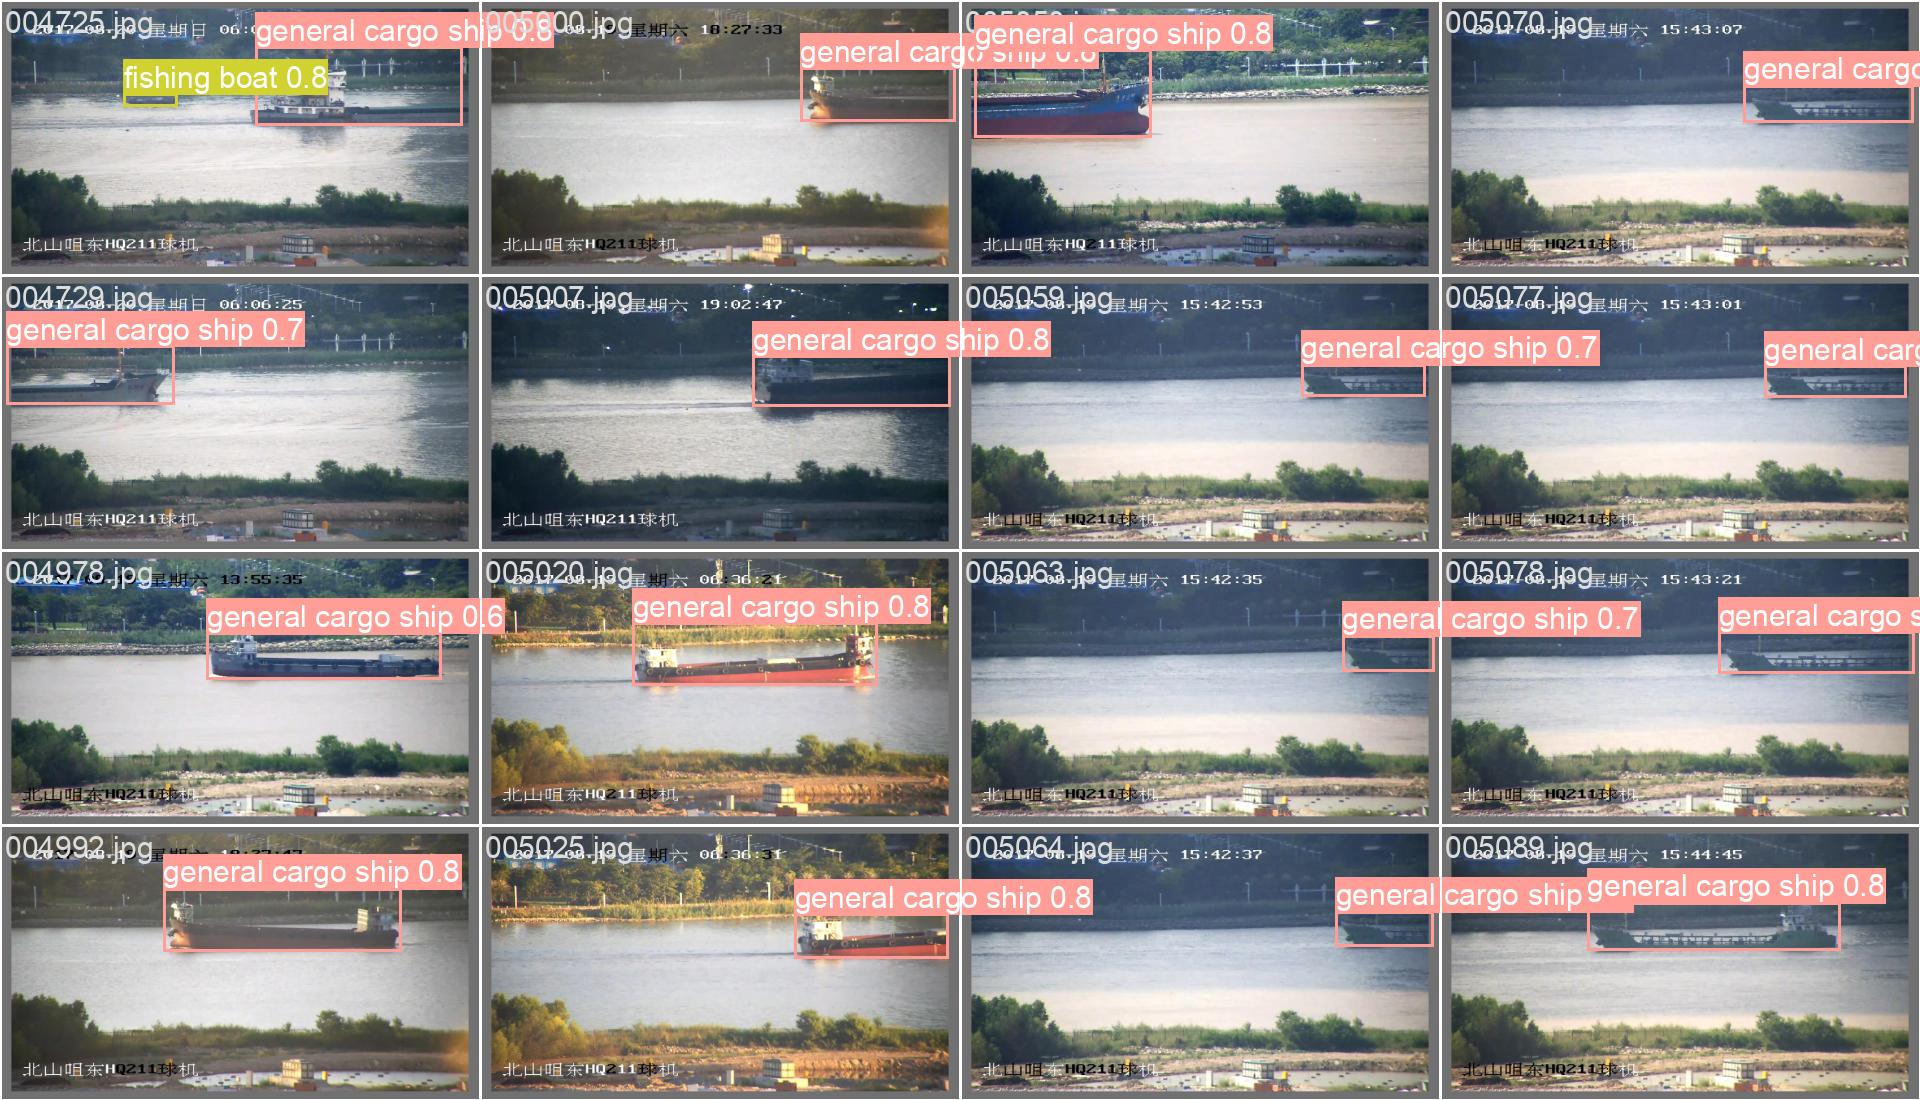 004725.jpg
星期日 06:0
general cargo ship 0.8
fishing boat 0.8
北山咀东HQ211球机
005000.jpg
星期六 18:27:33
general cargo ship 0.8
北山咀东HQ211球机
general cargo ship 0.8
北山咀东HQ211球机
005070.jpg
星期六 15:43:07
general cargo
北山咀东HQ211球机
004729.jpg
星期日 06:06:25
general cargo ship 0.7
北山咀东HQ211球机
005007.jpg
星期六 19:02:47
general cargo ship 0.8
北山咀东HQ211球机
005059.jpg
星期六 15:42:53
general cargo ship 0.7
北山咀东HQ211球机
005077.jpg
星期六 15:43:01
general carg
北山咀东HQ211球机
004978.jpg
星期六 13:55:35
general cargo ship 0.6
北山咀东HQ211球机
005020.jpg
星期六 06:36:21
general cargo ship 0.8
北山咀东HQ211球机
005063.jpg
星期六 15:42:35
general cargo ship 0.7
北山咀东HQ211球机
005078.jpg
星期六 15:43:21
general cargo s
北山咀东HQ211球机
004992.jpg
general cargo ship 0.8
北山咀东HQ211球机
005025.jpg
星期六 06:36:31
general cargo ship 0.8
北山咀东HQ211球机
005064.jpg
星期六 15:42:37
general cargo ship
北山咀东HQ211球机
005089.jpg
星期六 15:44:45
general cargo ship 0.8
北山咀东HQ211球机